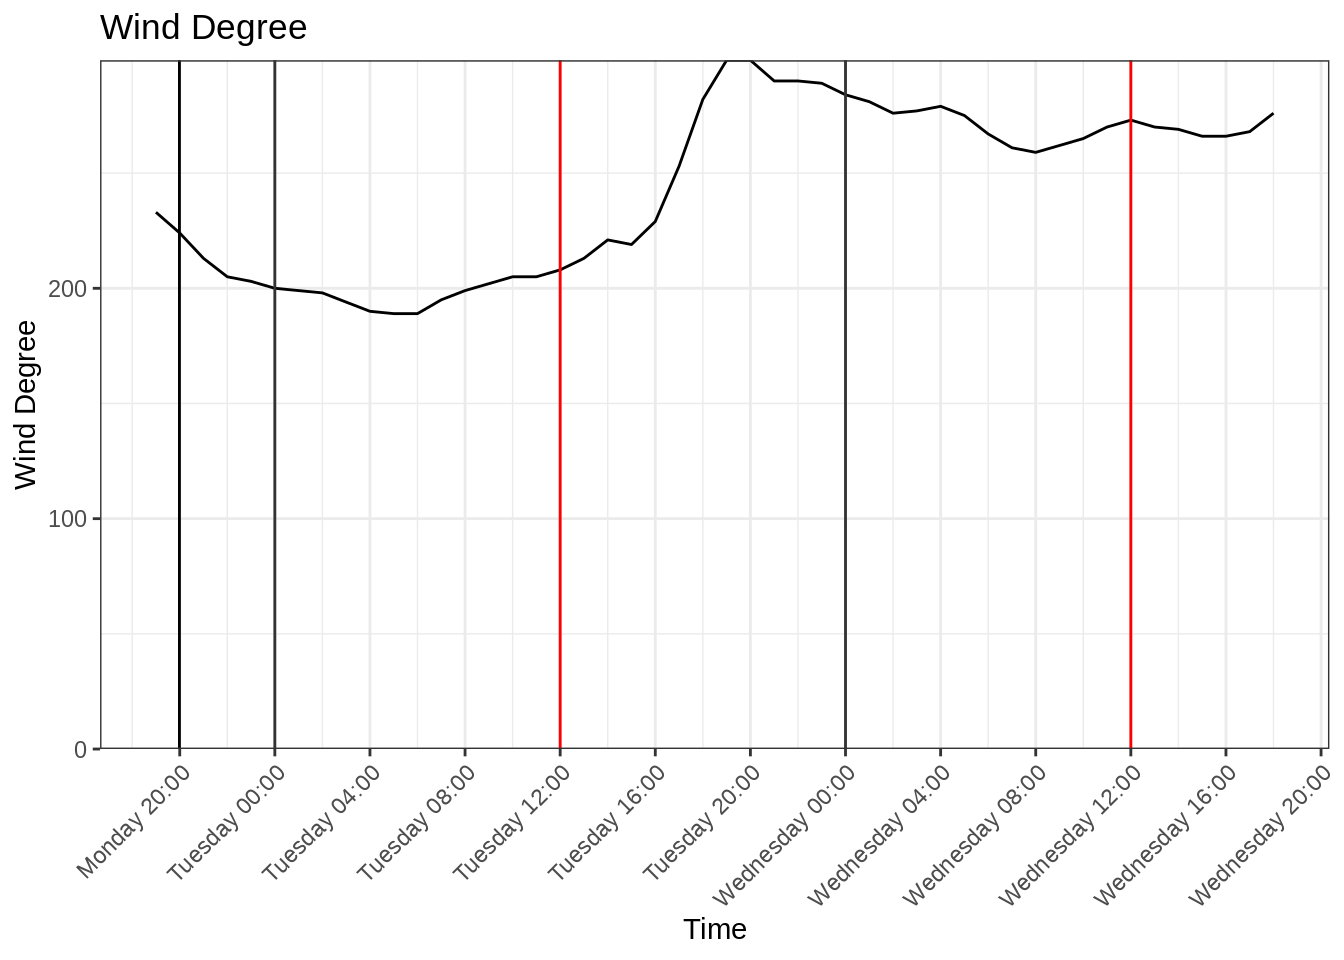 Wind Degree
Wind Degree
200
100
0
Monday 20:00
Tuesday 00:00
Tuesday 04:00
Tuesday 08:00
Tuesday 12:00
Tuesday 16:00
Tuesday 20:00
Wednesday 00:00
Wednesday 04:00
Wednesday 08:00
Wednesday 12:00
Wednesday 16:00
Wednesday 20:00
Time